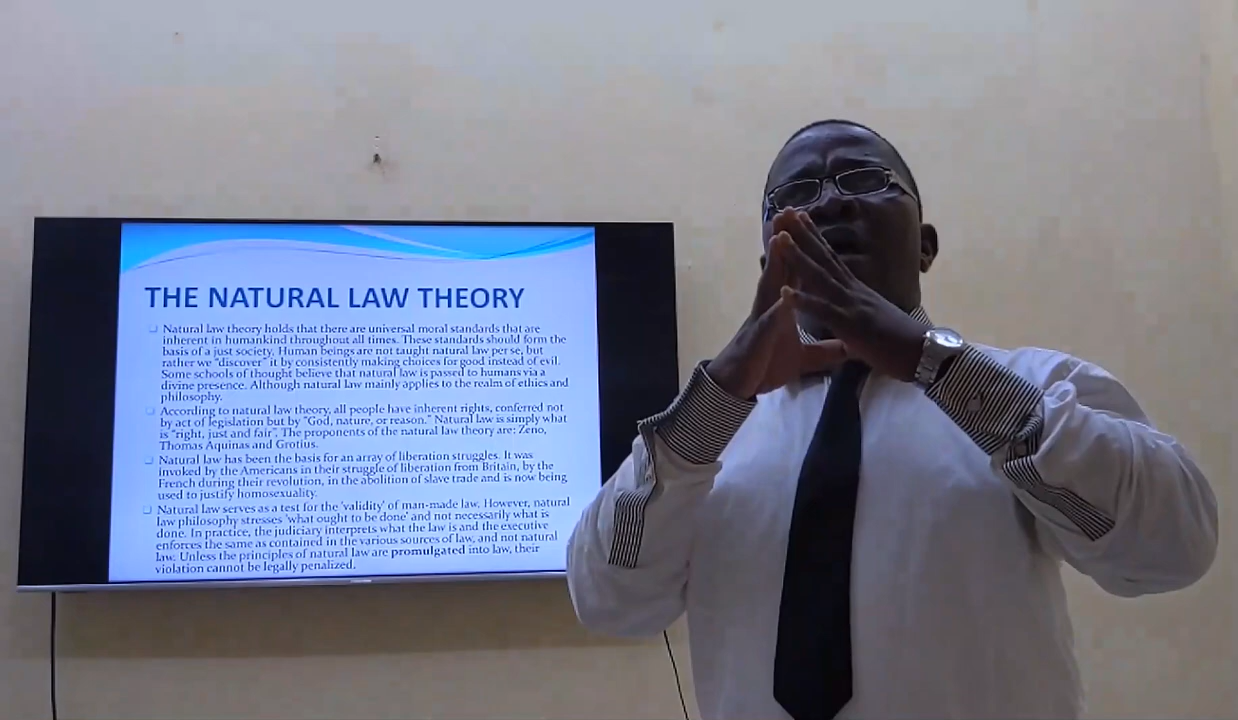 THE NATURAL LAW THEORY
Natural law theory holds that there are universal moral standards that are
inherent in humankind throughout all times. These standards should form the
basis of a just society. Human beings are not taught natural law per se, but
rather we "discover" it by consistently making choices for good instead of evil.
Some schools of thought believe that natural law is passed to humans via a
divine presence. Although natural law mainly applies to the realm of ethics and
philosophy.
According to natural law theory, all people have inherent rights, conferred not
by act of legislation but by "God, nature, or reason." Natural law is simply what
is "right, just and fair". The proponents of the natural law theory are: Zeno,
Thomas Aquinas and Grotius.
Natural law has been the basis for an array of liberation struggles. It was
invoked by the Americans in their struggle of liberation from Britain, by the
French during their revolution, in the abolition of slave trade and is now being
used to justify homosexuality.
Natural law serves as a test for the 'validity' of man-made law. However, natural
law philosophy stresses 'what ought to be done' and not necessarily what is
done. In practice, the judiciary interprets what the law is and the executive
enforces the same as contained in the various sources of law, and not natural
law. Unless the principles of natural law are promulgated into law, their
violation cannot be legally penalized.